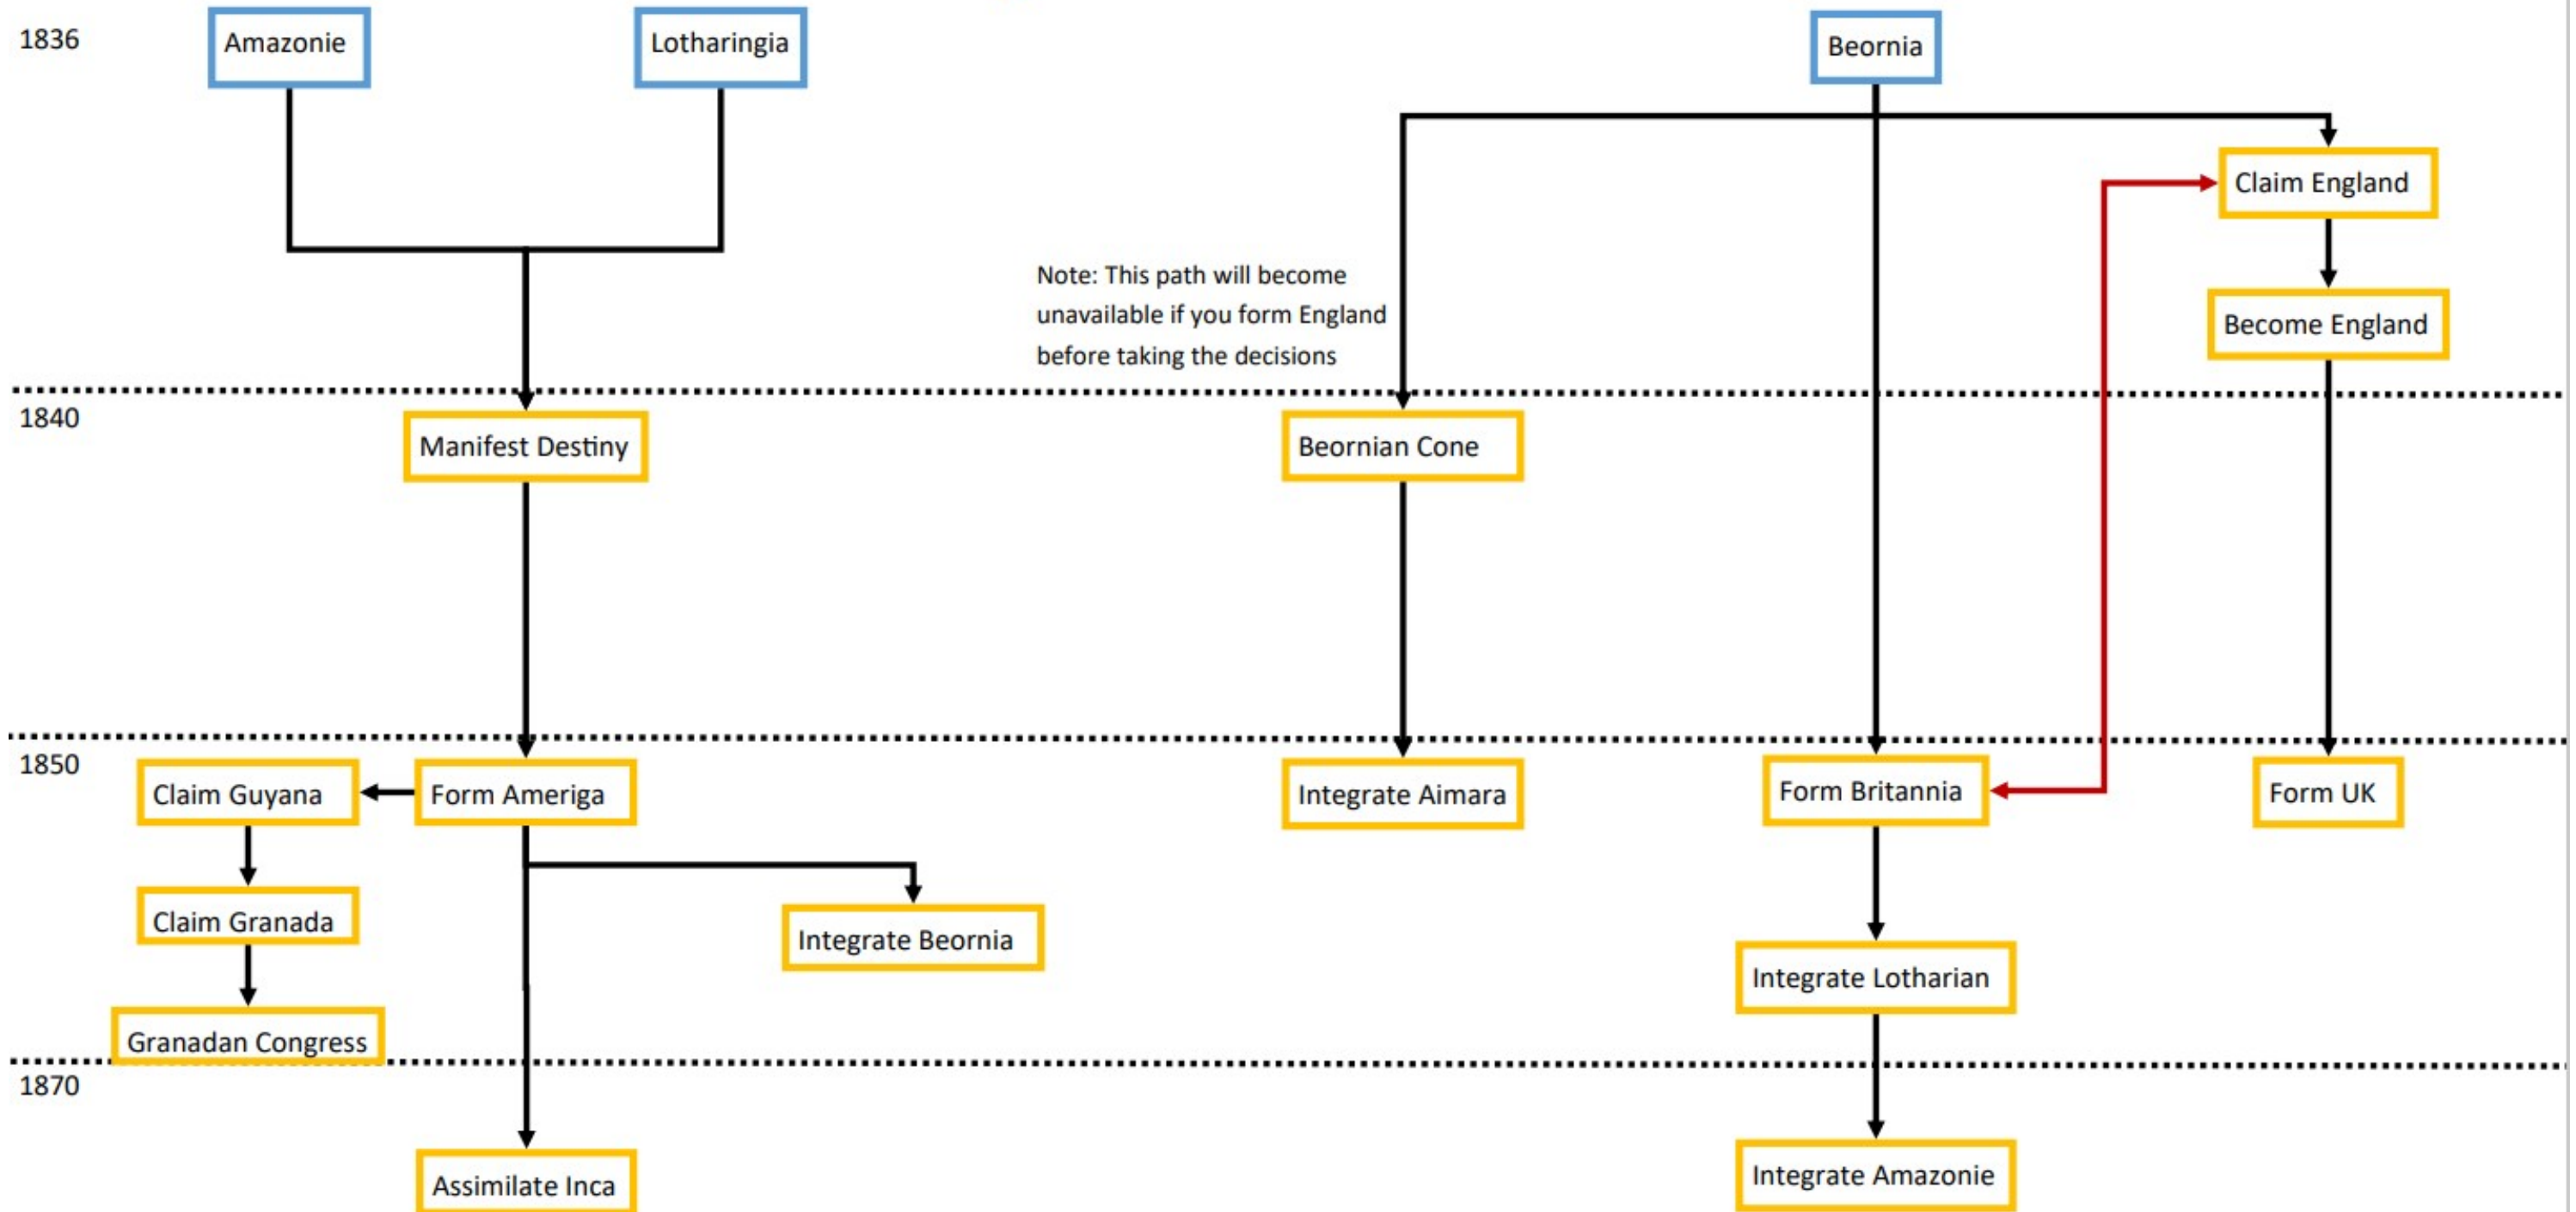 1836
Amazonie
Lotharingia
Beornia
Claim England
Note: This path will become
unavailable if you form England
before taking the decisions
Become England
1840
Manifest Destiny
Beornian Cone
1850
Claim Guyana
Form Ameriga
Integrate Aimara
Form Britannia
Form UK
Claim Granada
Integrate Beornia
Integrate Lotharian
Granadan Congress
1870
Assimilate Inca
Integrate Amazonie